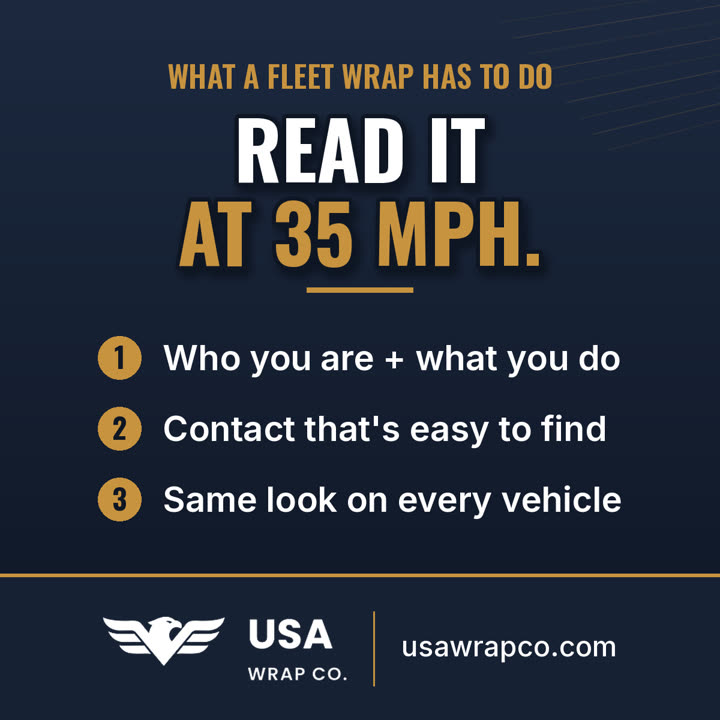 WHAT A FLEET WRAP HAS TO DO
READ IT
AT 35 MPH.
1 Who you are + what you do
2 Contact that's easy to find
3 Same look on every vehicle
USA
WRAP CO.
usawrapco.com